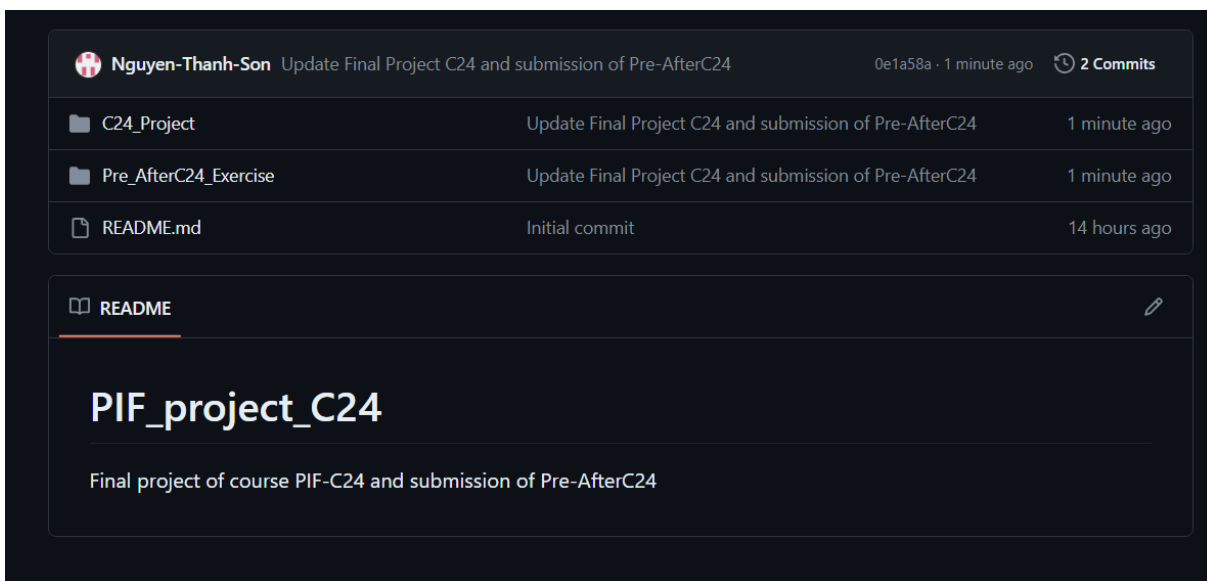 Nguyen-Thanh-Son Update Final Project C24 and submission of Pre-AfterC24 0e1a58a · 1 minute ago 2 Commits
C24_Project Update Final Project C24 and submission of Pre-AfterC24 1 minute ago
Pre_AfterC24_Exercise Update Final Project C24 and submission of Pre-AfterC24 1 minute ago
README.md Initial commit 14 hours ago
README
PIF_project_C24
Final project of course PIF-C24 and submission of Pre-AfterC24